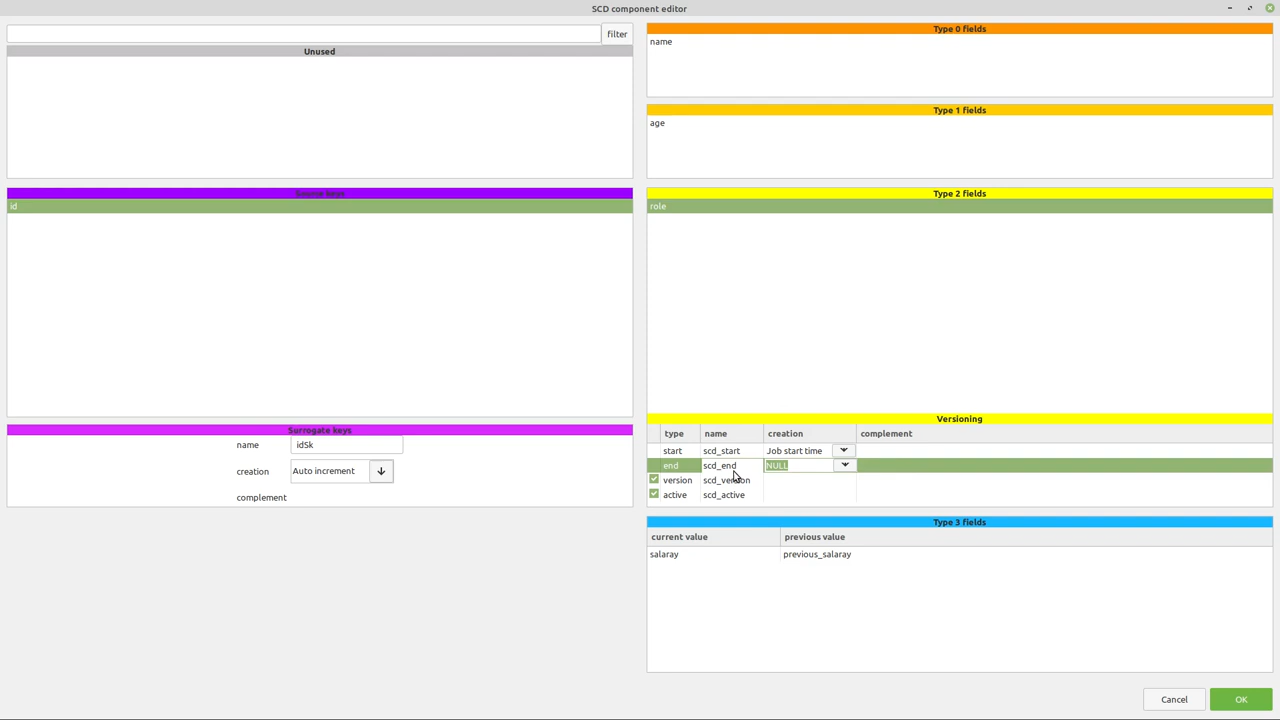 SCD component editor
filter
Unused
Source keys
id
Surrogate keys
name idSk
creation Auto increment
complement
Type 0 fields
name
Type 1 fields
age
Type 2 fields
role
Versioning
type name creation complement
start scd_start Job start time
end scd_end NULL
version scd_version
active scd_active
Type 3 fields
current value previous value
salaray previous_salaray
Cancel OK